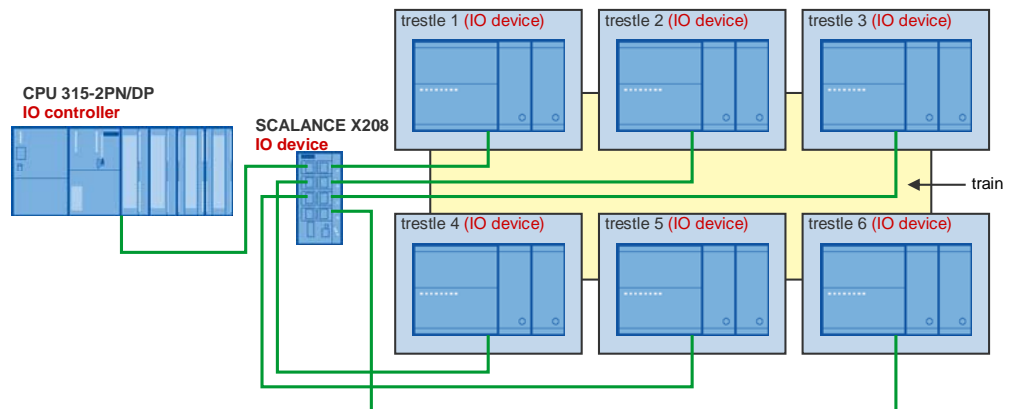 trestle 1 (IO device)
trestle 2 (IO device)
trestle 3 (IO device)
CPU 315-2PN/DP
IO controller
SCALANCE X208
IO device
train
trestle 4 (IO device)
trestle 5 (IO device)
trestle 6 (IO device)